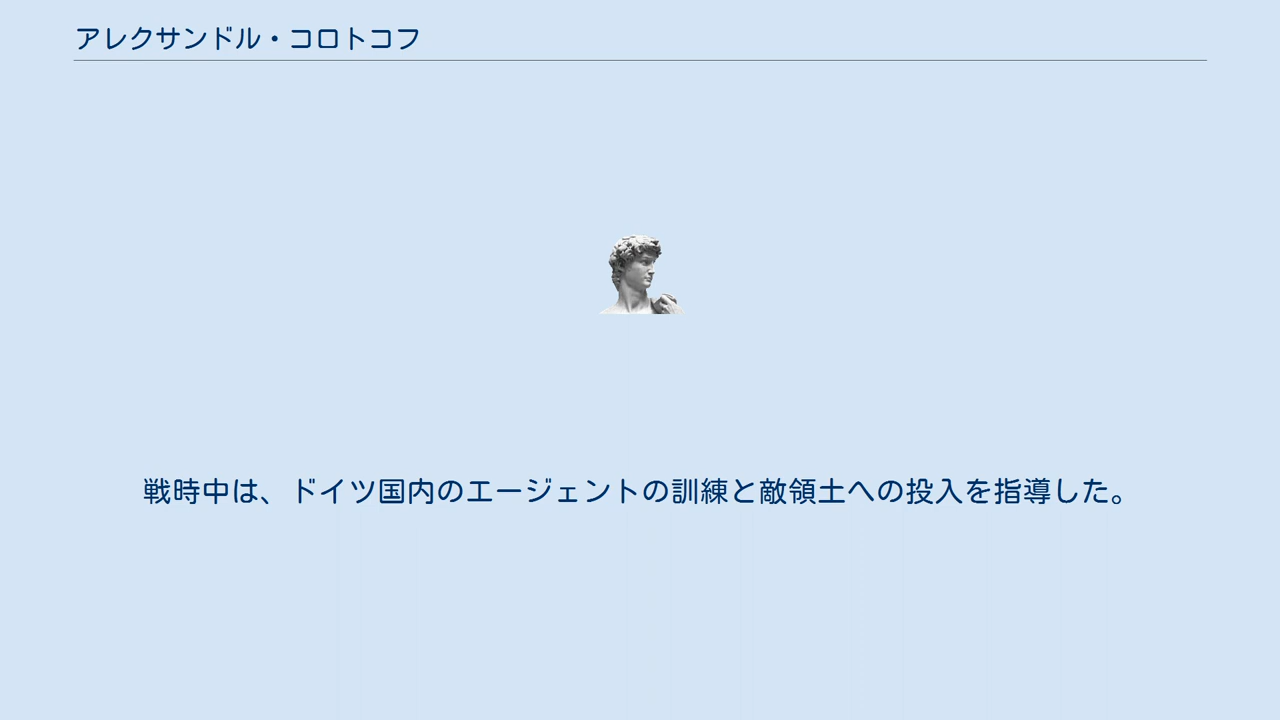 アレクサンドル・コロトコフ
戦時中は、ドイツ国内のエージェントの訓練と敵領土への投入を指導した。